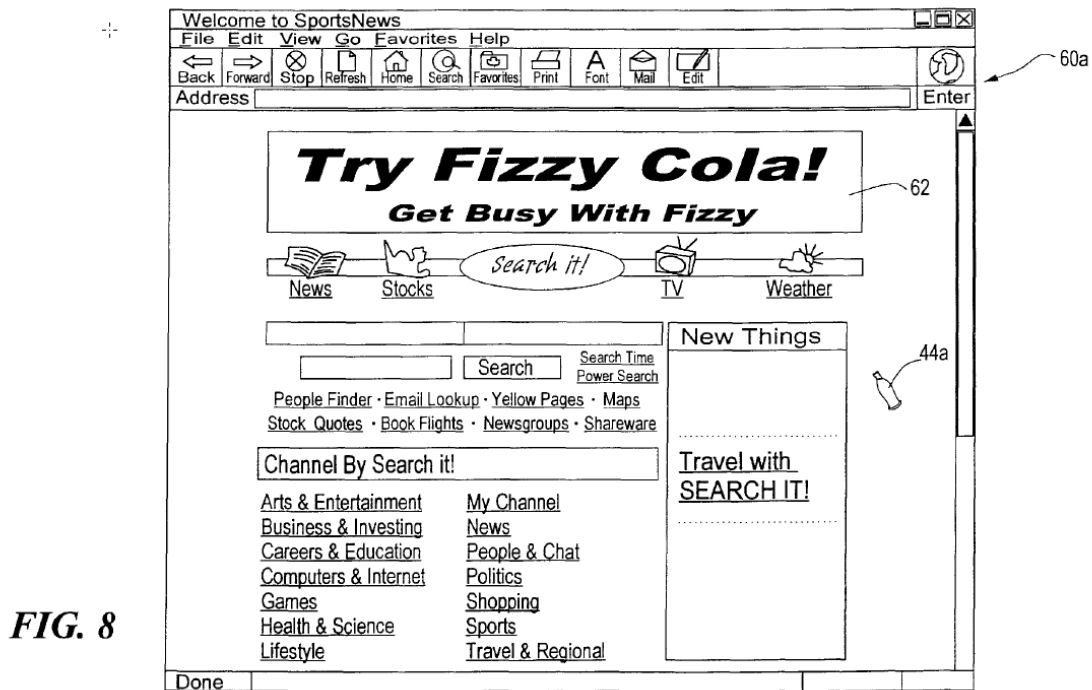 Welcome to SportsNews
File Edit View Go Favorites Help
Back Forward Stop Refresh Home Search Favorites Print Font Mail Edit
60a
Address Enter
Try Fizzy Cola!
62
Get Busy With Fizzy
Search it!
News Stocks TV Weather
New Things
Search Time
Search
Power Search
44a
People Finder · Email Lookup · Yellow Pages · Maps
Stock Quotes · Book Flights · Newsgroups · Shareware
Channel By Search it!
Travel with
SEARCH IT!
Arts & Entertainment My Channel
Business & Investing News
Careers & Education People & Chat
Computers & Internet Politics
Games Shopping
Health & Science Sports
Lifestyle Travel & Regional
FIG. 8
Done